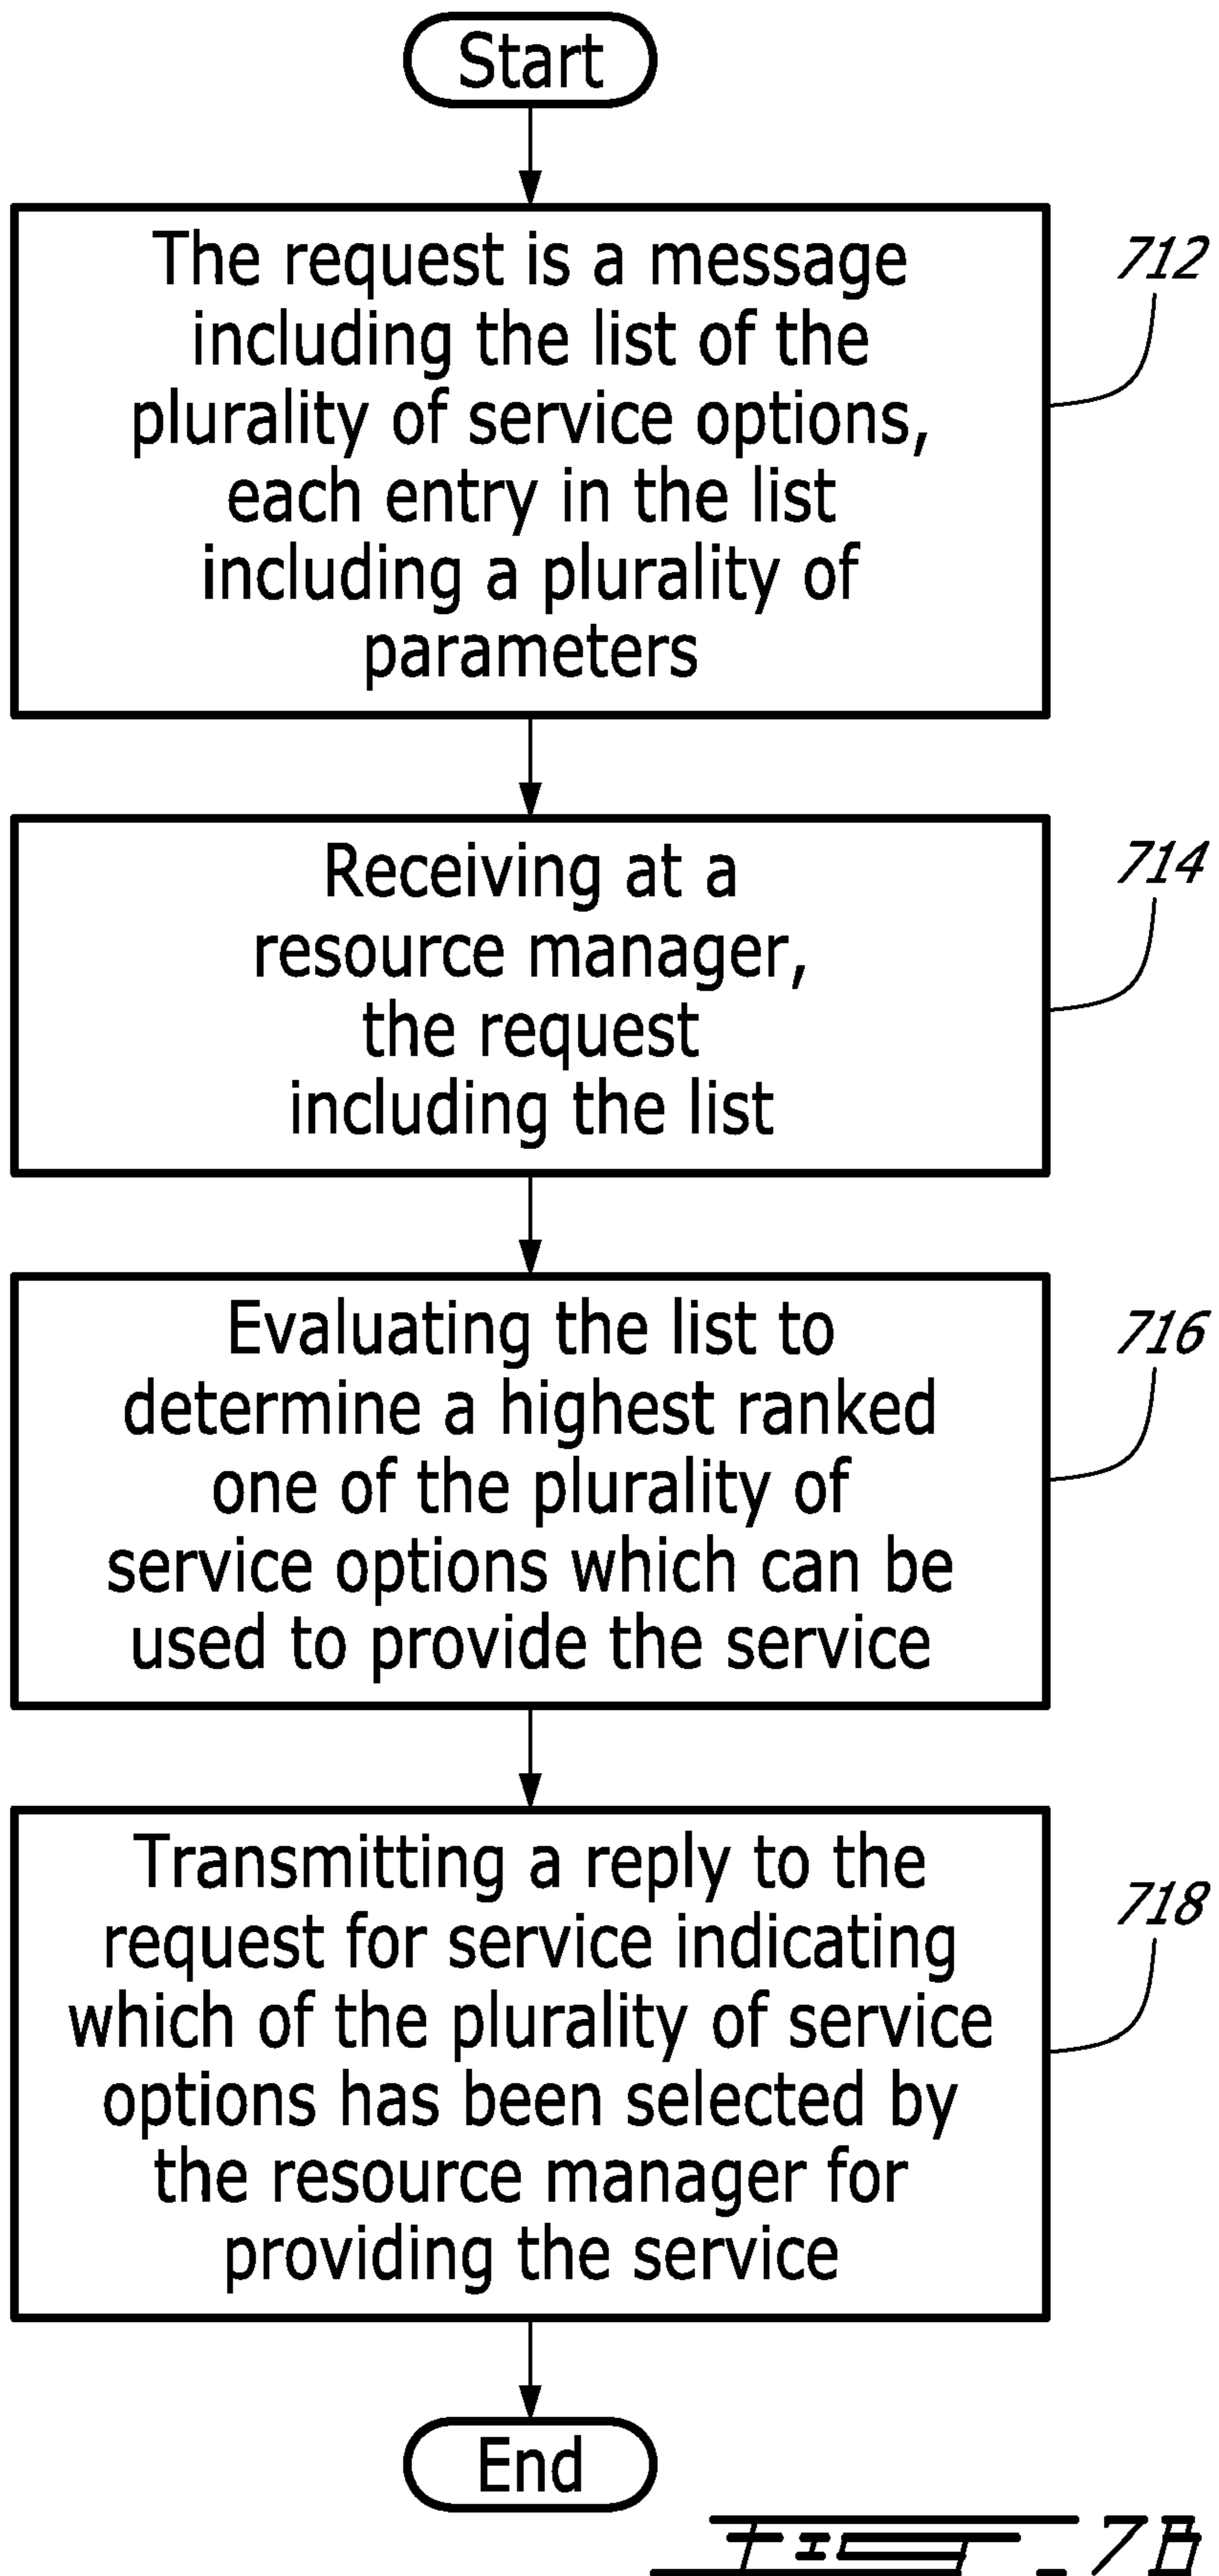 Start
The request is a message
including the list of the
plurality of service options,
each entry in the list
including a plurality of
parameters
712
Receiving at a
resource manager,
the request
including the list
714
Evaluating the list to
determine a highest ranked
one of the plurality of
service options which can be
used to provide the service
716
Transmitting a reply to the
request for service indicating
which of the plurality of service
options has been selected by
the resource manager for
providing the service
718
End
FIG. 7B